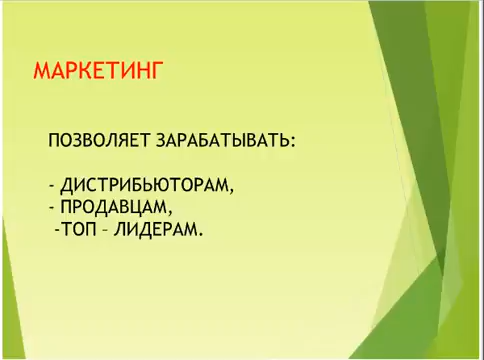 МАРКЕТИНГ
ПОЗВОЛЯЕТ ЗАРАБАТЫВАТЬ:
- ДИСТРИБЬЮТОРАМ,
- ПРОДАВЦАМ,
-ТОП – ЛИДЕРАМ.